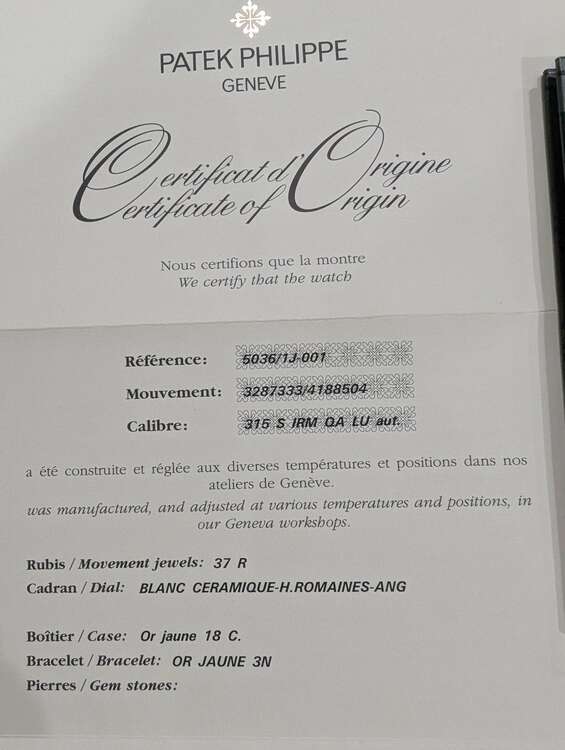 PATEK PHILIPPE
GENEVE
Certificat d'Origine
Certificate of Origin
Nous certifions que la montre
We certify that the watch
Référence: 5036/1J-001
Mouvement: 3287333/4188504
Calibre: 315 S IRM QA LU aut.
a été construite et réglée aux diverses températures et positions dans nos
ateliers de Genève.
was manufactured, and adjusted at various temperatures and positions, in
our Geneva workshops.
Rubis / Movement jewels: 37 R
Cadran / Dial: BLANC CERAMIQUE-H.ROMAINES-ANG
Boîtier / Case: Or jaune 18 C.
Bracelet / Bracelet: OR JAUNE 3N
Pierres / Gem stones: